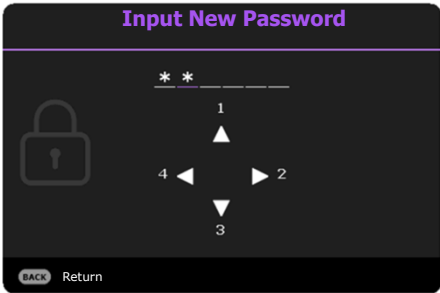 Input New Password
* * _ _ _ _
1
4 2
3
BACK Return